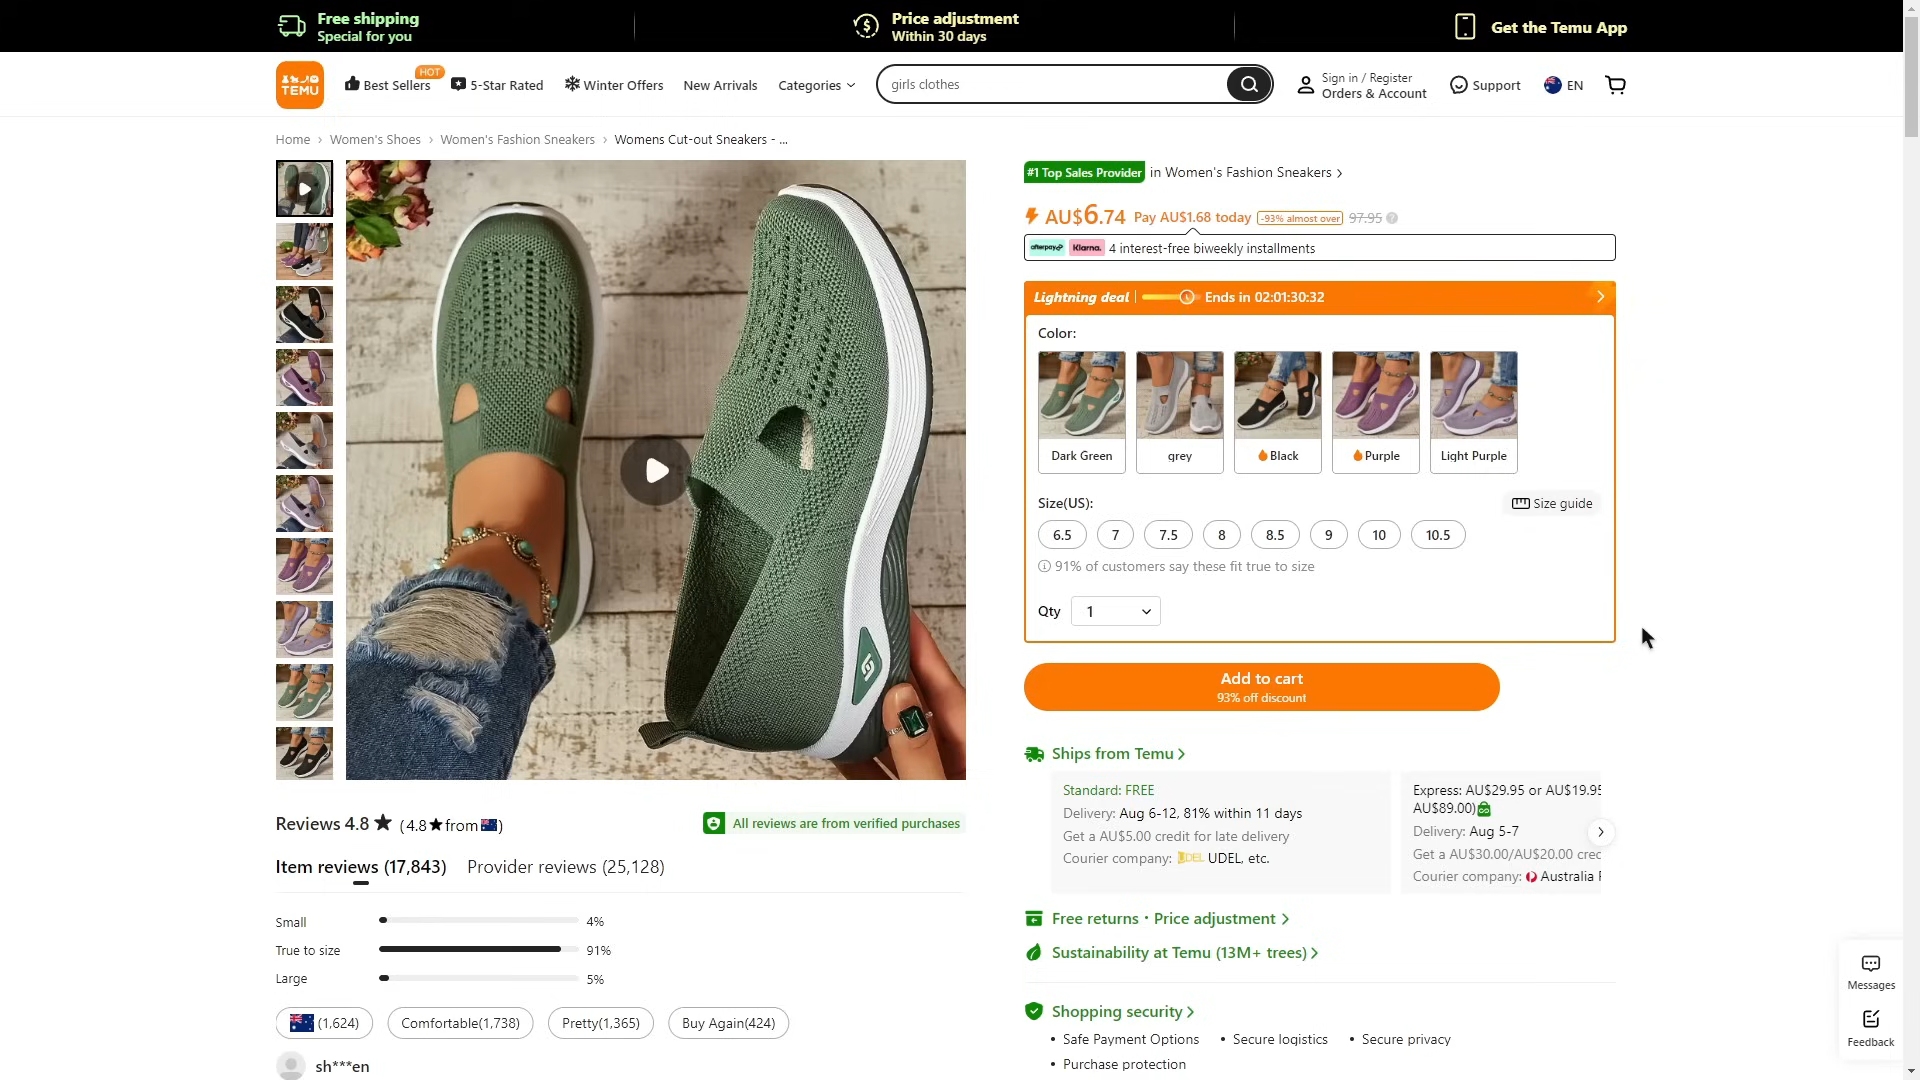 Free shipping
Special for you
Price adjustment
Within 30 days
Get the Temu App
TEMU
Best Sellers
HOT
5-Star Rated
Winter Offers
New Arrivals
Categories
girls clothes
Sign in / Register
Orders & Account
Support
EN
Home › Women's Shoes › Women's Fashion Sneakers › Womens Cut-out Sneakers - ...
#1 Top Sales Provider in Women's Fashion Sneakers ›
AU$6.74 Pay AU$1.68 today -93% almost over 97.95
afterpay Klarna. 4 interest-free biweekly installments
Lightning deal Ends in 02:01:30:32
Color:
Dark Green
grey
Black
Purple
Light Purple
Size(US):
Size guide
6.5 7 7.5 8 8.5 9 10 10.5
91% of customers say these fit true to size
Qty 1
Add to cart
93% off discount
Ships from Temu
Standard: FREE
Delivery: Aug 6-12, 81% within 11 days
Get a AU$5.00 credit for late delivery
Courier company: UDEL UDEL, etc.
Express: AU$29.95 or AU$19.95
AU$89.00)
Delivery: Aug 5-7
Get a AU$30.00/AU$20.00 cre
Courier company: Australia
Free returns · Price adjustment
Sustainability at Temu (13M+ trees)
Shopping security
• Safe Payment Options • Secure logistics • Secure privacy
• Purchase protection
Reviews 4.8 ★ (4.8★from)
All reviews are from verified purchases
Item reviews (17,843) Provider reviews (25,128)
Small 4%
True to size 91%
Large 5%
(1,624)
Comfortable(1,738)
Pretty(1,365)
Buy Again(424)
sh***en
Messages
Feedback